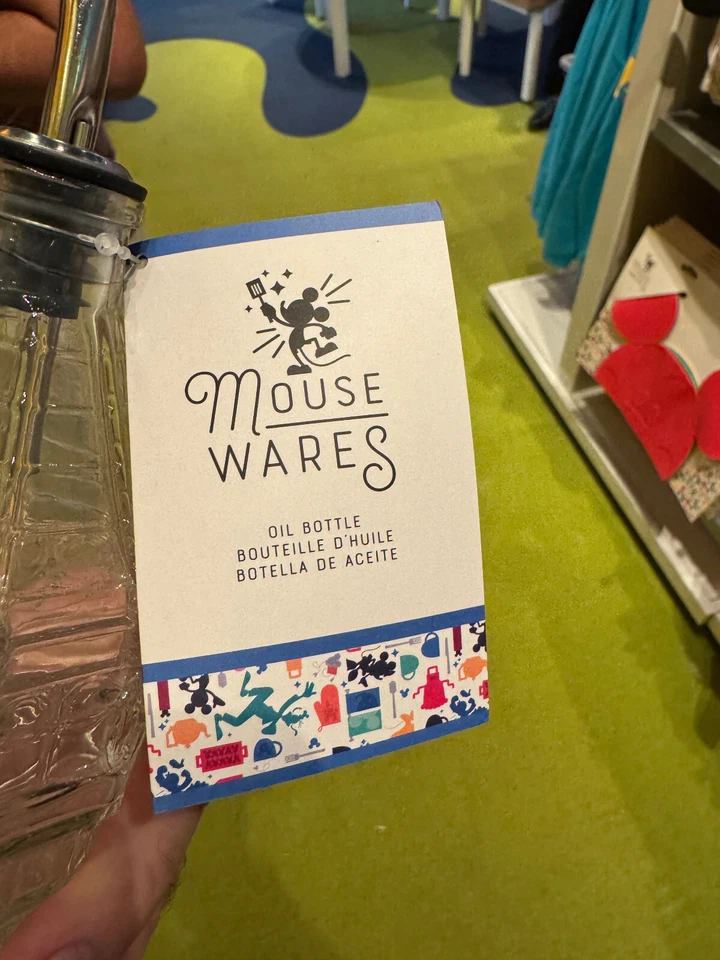 MOUSE
WARES
OIL BOTTLE
BOUTEILLE D'HUILE
BOTELLA DE ACEITE